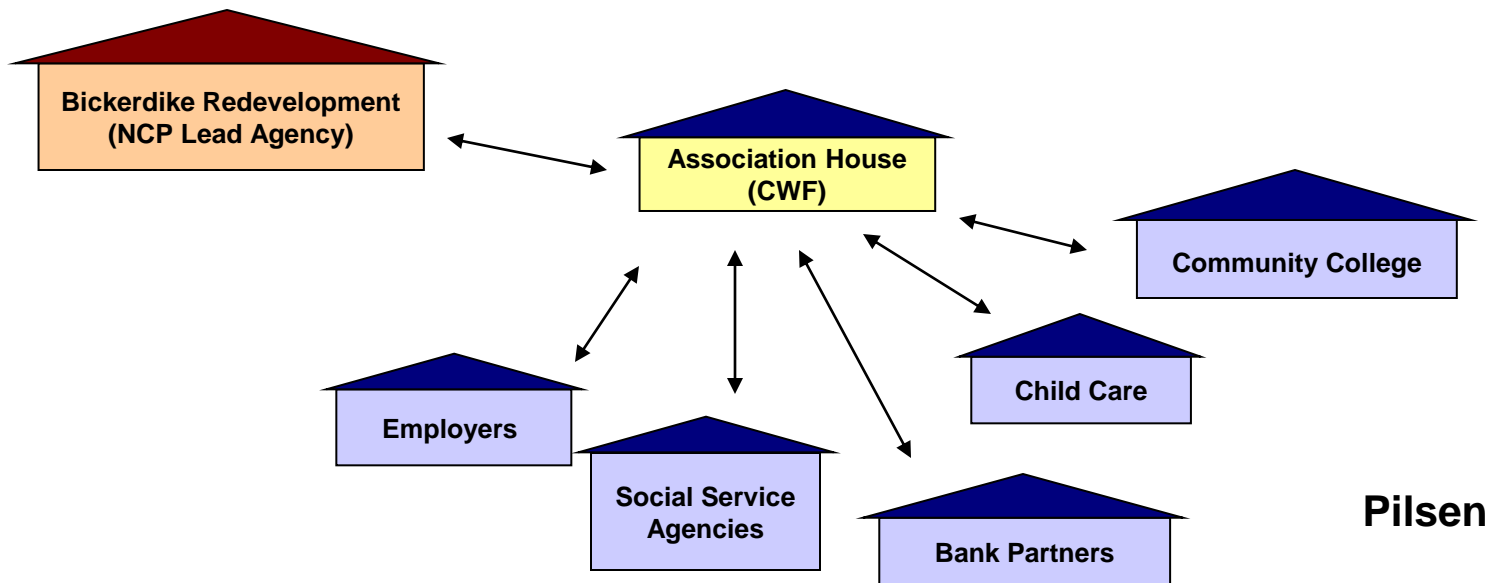 Bickerdike Redevelopment
(NCP Lead Agency)
Association House
(CWF)
Community College
Child Care
Employers
Social Service
Agencies
Bank Partners
Pilsen